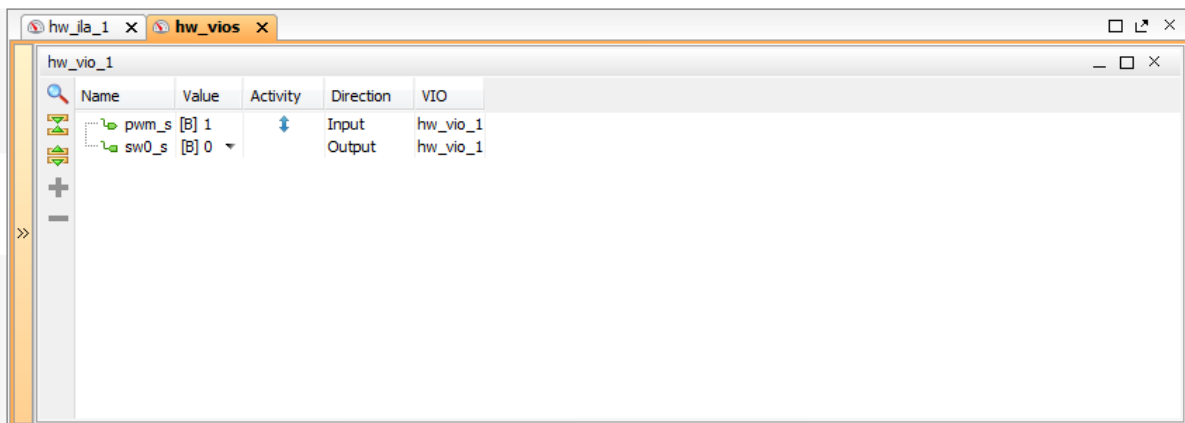 hw_ila_1 hw_vios
hw_vio_1
Name Value Activity Direction VIO
pwm_s [B] 1 Input hw_vio_1
sw0_s [B] 0 Output hw_vio_1